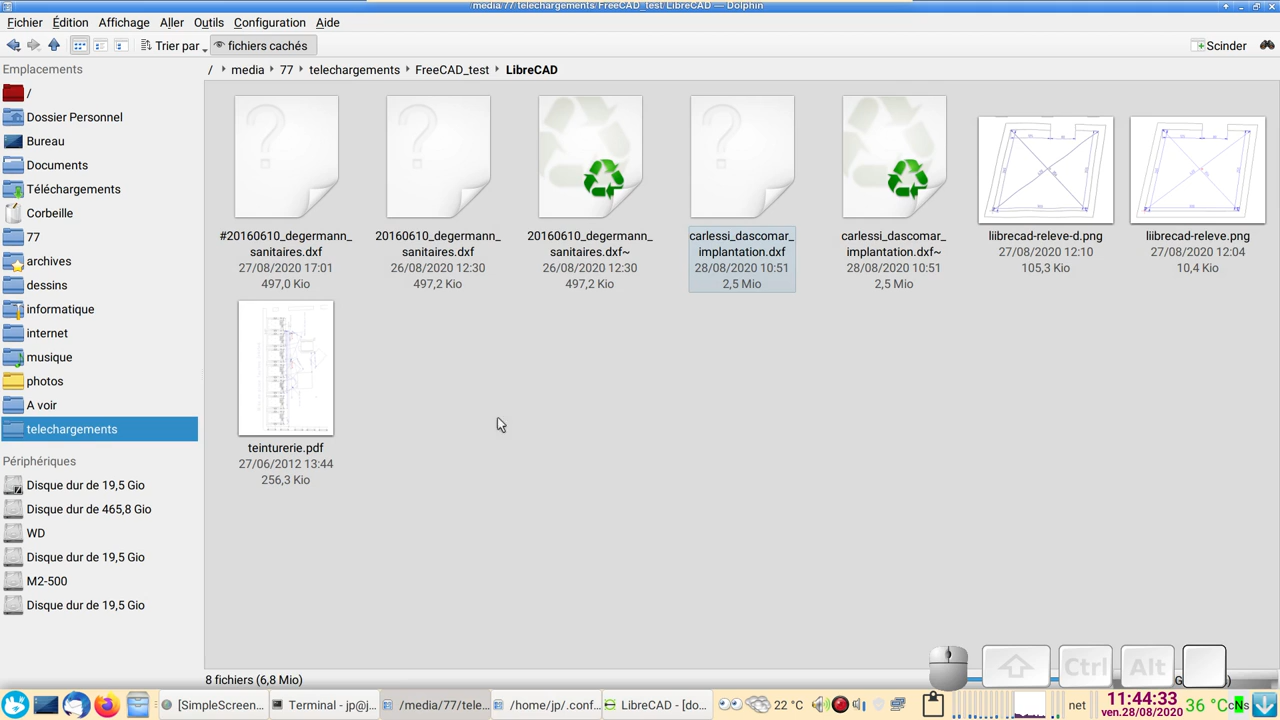 /media/77/telechargements/FreeCAD_test/LibreCAD — Dolphin
Fichier Édition Affichage Aller Outils Configuration Aide
Trier par fichiers cachés Scinder
/ media 77 telechargements FreeCAD_test LibreCAD
Emplacements
/
Dossier Personnel
Bureau
Documents
Téléchargements
Corbeille
77
archives
dessins
informatique
internet
musique
photos
A voir
telechargements
Périphériques
Disque dur de 19,5 Gio
Disque dur de 465,8 Gio
WD
Disque dur de 19,5 Gio
M2-500
Disque dur de 19,5 Gio
#20160610_degermann_
sanitaires.dxf
27/08/2020 17:01
497,0 Kio
20160610_degermann_
sanitaires.dxf
26/08/2020 12:30
497,2 Kio
20160610_degermann_
sanitaires.dxf~
26/08/2020 12:30
497,2 Kio
carlessi_dascomar_
implantation.dxf
28/08/2020 10:51
2,5 Mio
carlessi_dascomar_
implantation.dxf~
28/08/2020 10:51
2,5 Mio
liibrecad-releve-d.png
27/08/2020 12:10
105,3 Kio
liibrecad-releve.png
27/08/2020 12:04
10,4 Kio
teinturerie.pdf
27/06/2012 13:44
256,3 Kio
8 fichiers (6,8 Mio)
Ctrl Alt
[SimpleScreen... Terminal - jp@j... /media/77/tele... /home/jp/.conf... LibreCAD - [do... 22 °C net 11:44:33 36 °C
ven.28/08/2020